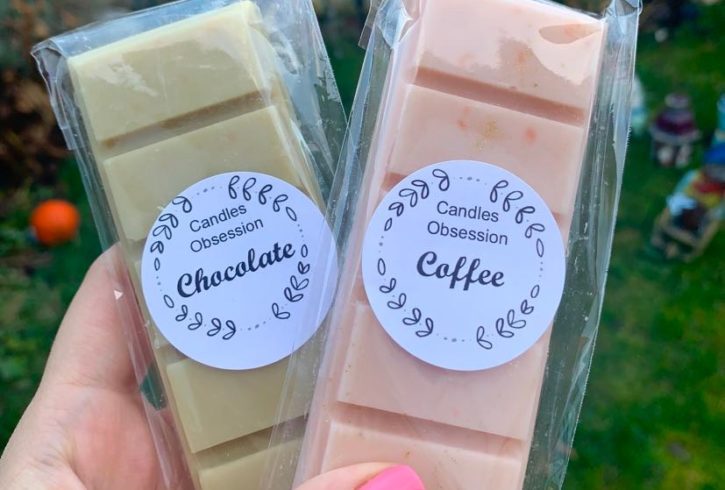 Candles
Obsession
Chocolate
Candles
Obsession
Coffee